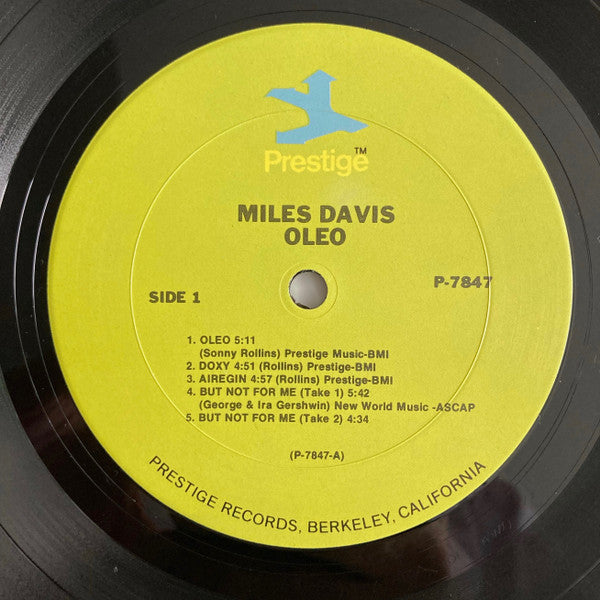 Prestige™
MILES DAVIS
OLEO
SIDE 1
P-7847
1. OLEO 5:11
(Sonny Rollins) Prestige Music-BMI
2. DOXY 4:51 (Rollins) Prestige-BMI
3. AIREGIN 4:57 (Rollins) Prestige-BMI
4. BUT NOT FOR ME (Take 1) 5:42
(George & Ira Gershwin) New World Music -ASCAP
5. BUT NOT FOR ME (Take 2) 4:34
(P-7847-A)
PRESTIGE RECORDS, BERKELEY, CALIFORNIA